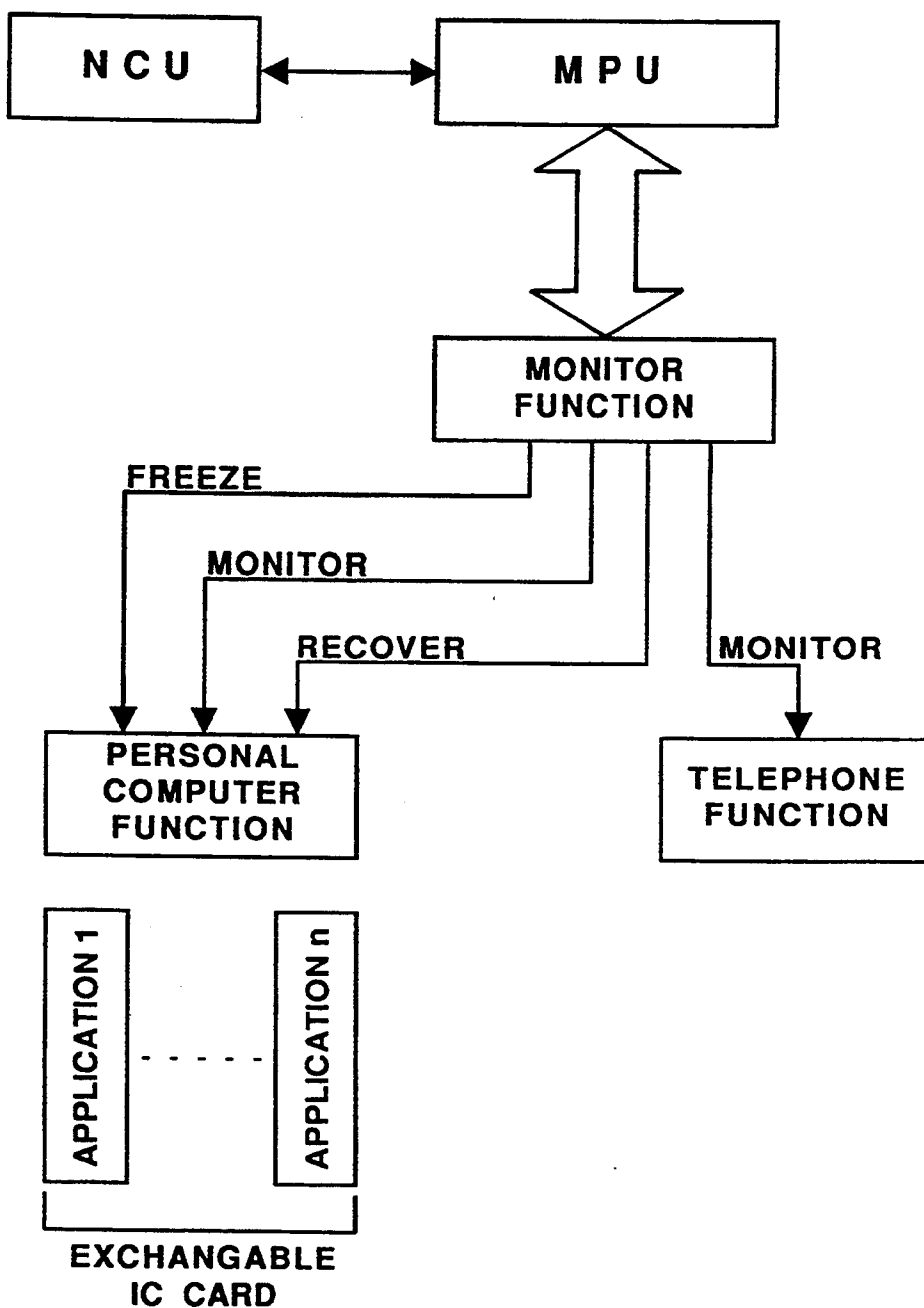 NCU
MPU
MONITOR
FUNCTION
FREEZE
MONITOR
RECOVER
MONITOR
PERSONAL
COMPUTER
FUNCTION
TELEPHONE
FUNCTION
APPLICATION 1
APPLICATION n
EXCHANGABLE
IC CARD